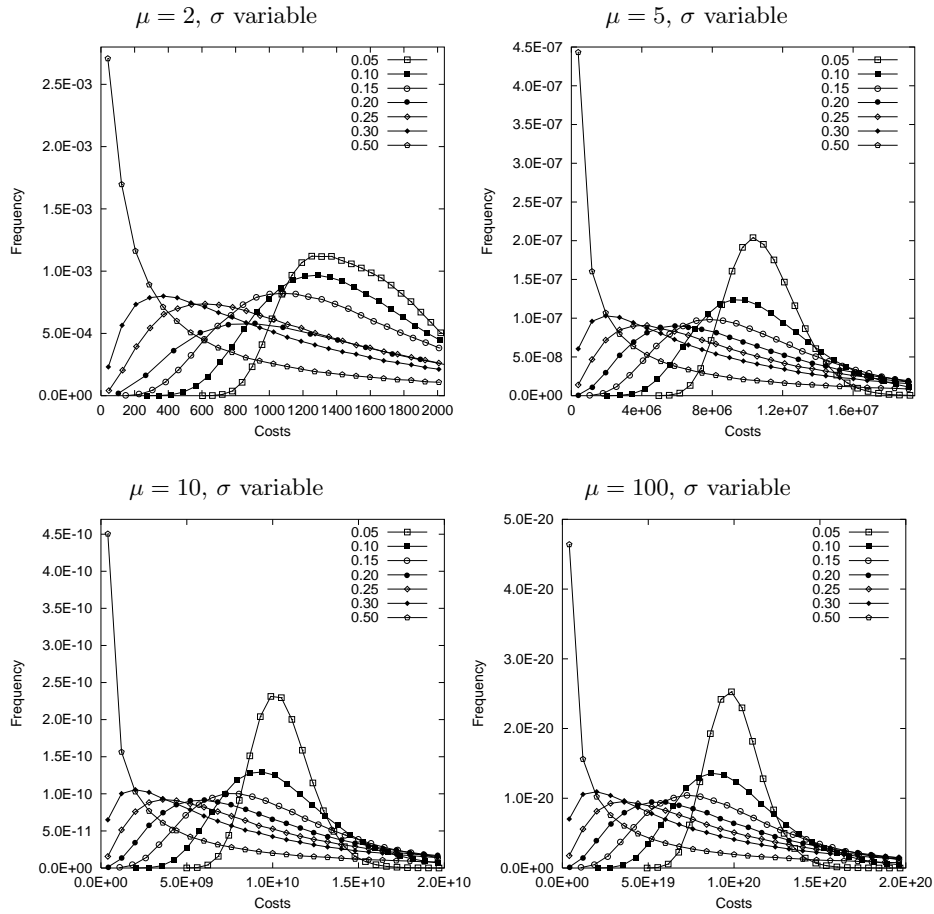 μ = 2, σ variable
2.5E-03
2.0E-03
1.5E-03
1.0E-03
5.0E-04
0.0E+00
Frequency
0.05
0.10
0.15
0.20
0.25
0.30
0.50
0 200 400 600 800 1000 1200 1400 1600 1800 2000
Costs
μ = 5, σ variable
4.5E-07
4.0E-07
3.5E-07
3.0E-07
2.5E-07
2.0E-07
1.5E-07
1.0E-07
5.0E-08
0.0E+00
Frequency
0.05
0.10
0.15
0.20
0.25
0.30
0.50
0 4e+06 8e+06 1.2e+07 1.6e+07
Costs
μ = 10, σ variable
4.5E-10
4.0E-10
3.5E-10
3.0E-10
2.5E-10
2.0E-10
1.5E-10
1.0E-10
5.0E-11
0.0E+00
Frequency
0.05
0.10
0.15
0.20
0.25
0.30
0.50
0.E+00 5.E+09 1.E+10 1.E+10 2.E+10
Costs
μ = 100, σ variable
5.0E-20
4.0E-20
3.0E-20
2.0E-20
1.0E-20
0.0E+00
Frequency
0.05
0.10
0.15
0.20
0.25
0.30
0.50
0.E+00 5.E+19 1.E+20 1.E+20 2.E+20
Costs